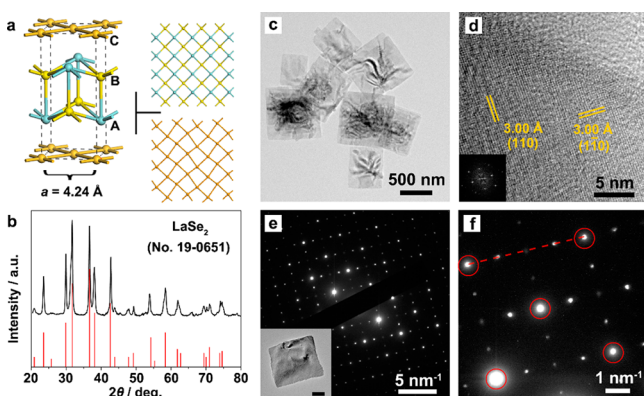 a
C
B
A
a = 4.24 Å
b
LaSe₂
(No. 19-0651)
Intensity / a.u.
20 30 40 50 60 70 80
2θ / deg.
c
500 nm
d
3.00 Å
(110)
3.00 Å
(1̄10)
5 nm
e
5 nm⁻¹
f
1 nm⁻¹